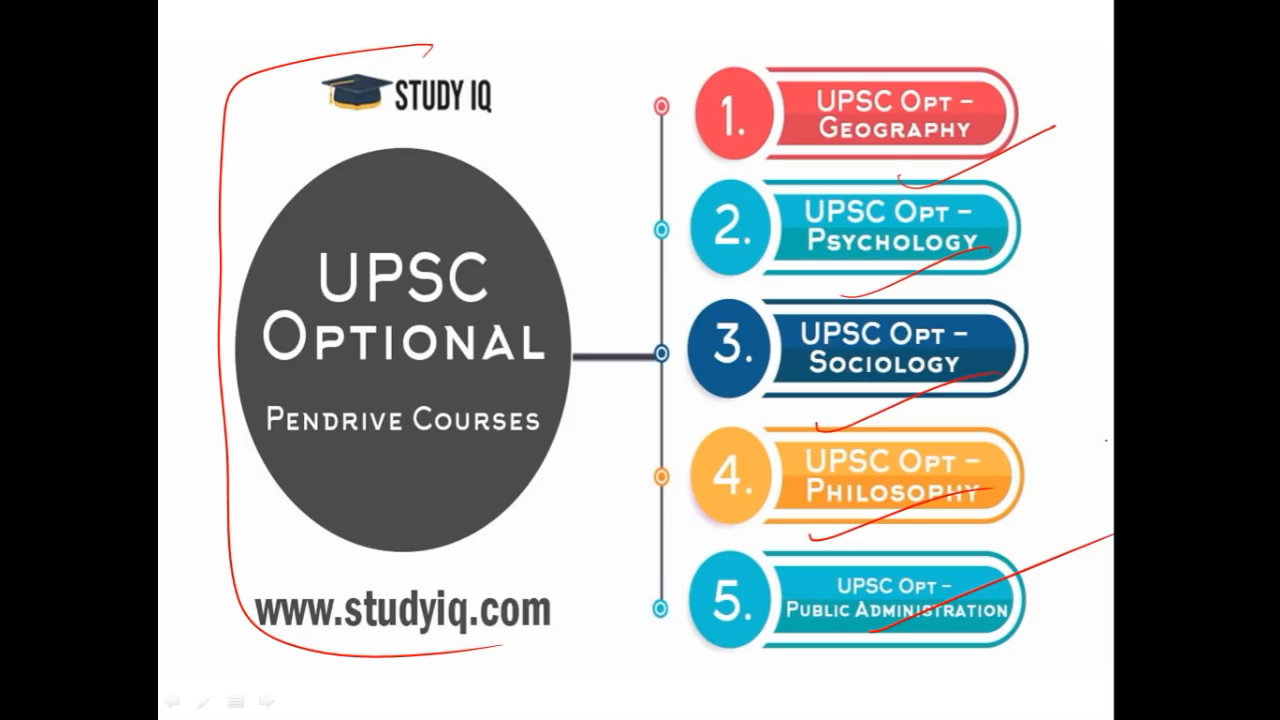 STUDY IQ
UPSC
OPTIONAL
PENDRIVE COURSES
www.studyiq.com
1.
UPSC OPT –
GEOGRAPHY
2.
UPSC OPT –
PSYCHOLOGY
3.
UPSC OPT –
SOCIOLOGY
4.
UPSC OPT –
PHILOSOPHY
5.
UPSC OPT –
PUBLIC ADMINISTRATION